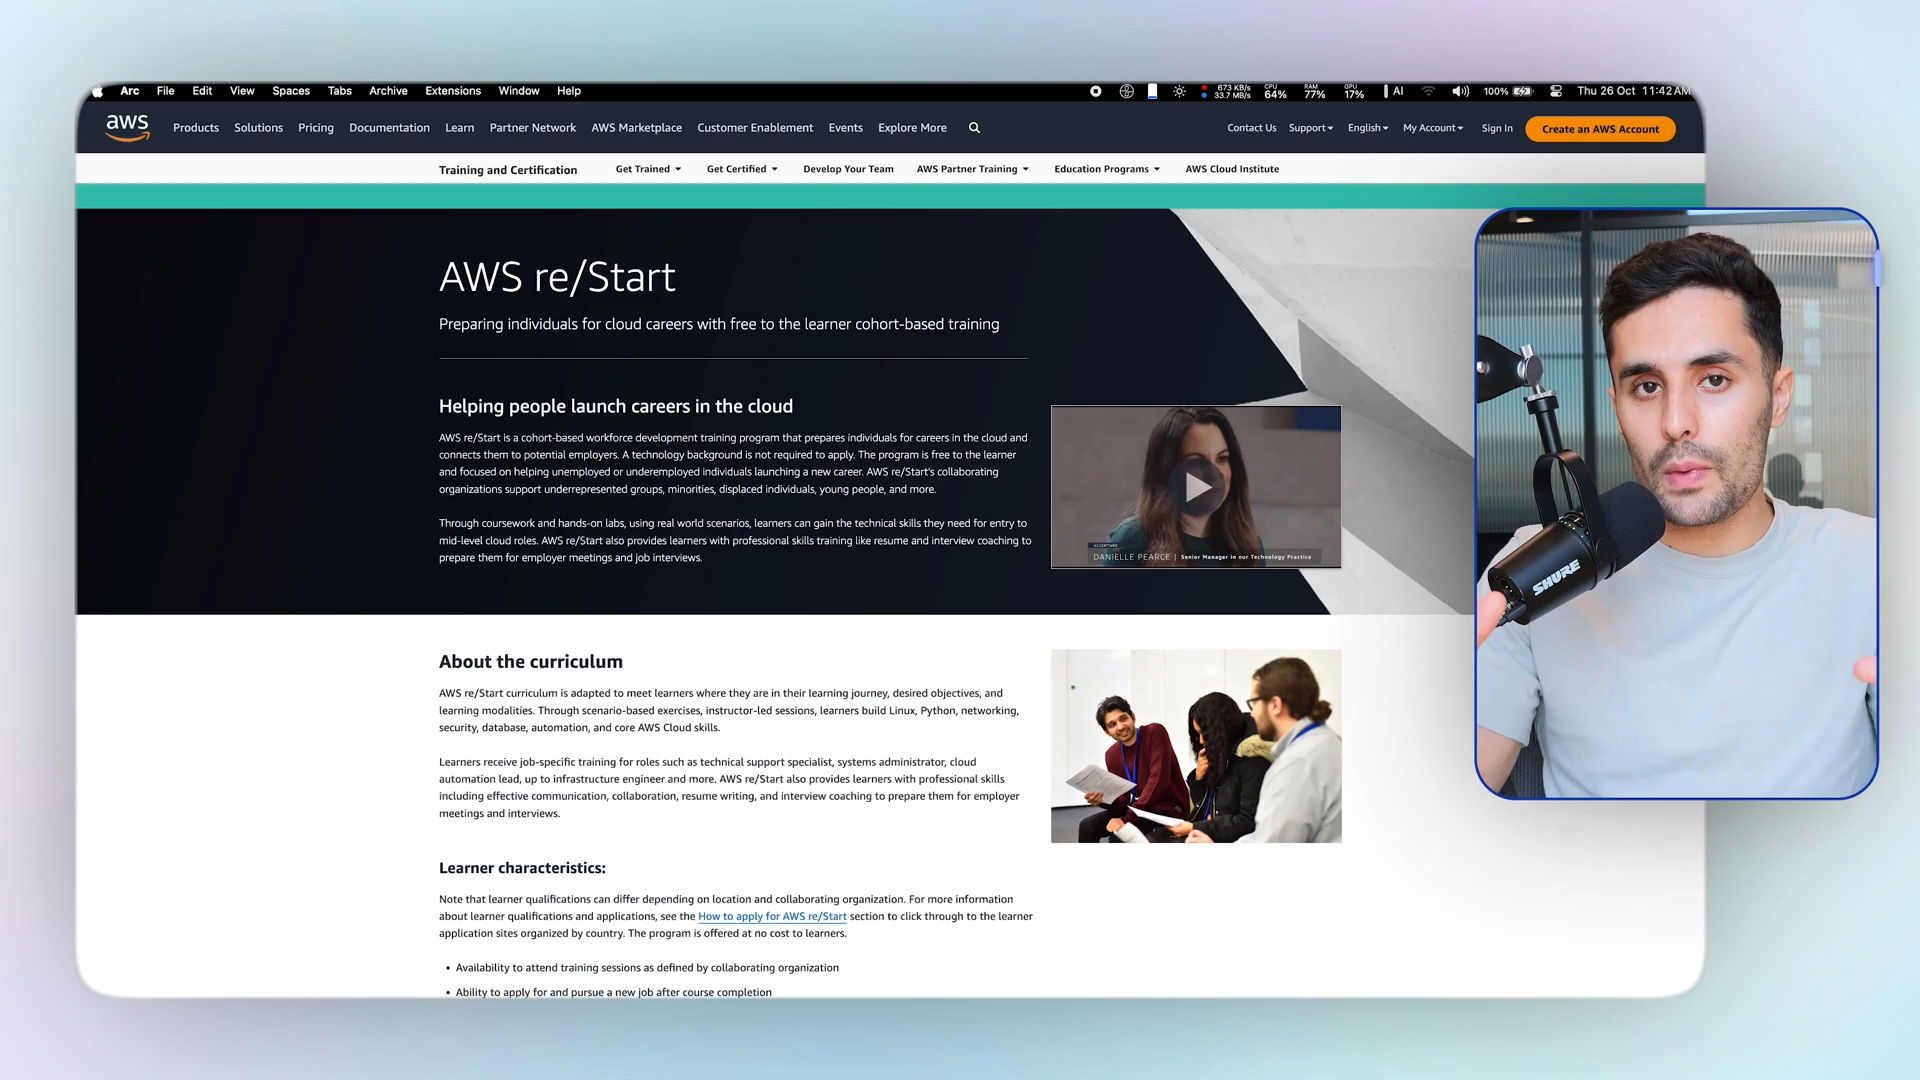 Arc File Edit View Spaces Tabs Archive Extensions Window Help
673 KB/s
33.7 MB/s
CPU
64%
RAM
77%
GPU
17%
AI
100%
Thu 26 Oct 11:42 AM
aws
Products Solutions Pricing Documentation Learn Partner Network AWS Marketplace Customer Enablement Events Explore More
Contact Us Support English My Account Sign In Create an AWS Account
Training and Certification Get Trained Get Certified Develop Your Team AWS Partner Training Education Programs AWS Cloud Institute
AWS re/Start
Preparing individuals for cloud careers with free to the learner cohort-based training
Helping people launch careers in the cloud
AWS re/Start is a cohort-based workforce development training program that prepares individuals for careers in the cloud and
connects them to potential employers. A technology background is not required to apply. The program is free to the learner
and focused on helping unemployed or underemployed individuals launching a new career. AWS re/Start's collaborating
organizations support underrepresented groups, minorities, displaced individuals, young people, and more.
Through coursework and hands-on labs, using real world scenarios, learners can gain the technical skills they need for entry to
mid-level cloud roles. AWS re/Start also provides learners with professional skills training like resume and interview coaching to
prepare them for employer meetings and job interviews.
ACCENTURE
DANIELLE PEARCE | Senior Manager in our Technology Practice
SHURE
About the curriculum
AWS re/Start curriculum is adapted to meet learners where they are in their learning journey, desired objectives, and
learning modalities. Through scenario-based exercises, instructor-led sessions, learners build Linux, Python, networking,
security, database, automation, and core AWS Cloud skills.
Learners receive job-specific training for roles such as technical support specialist, systems administrator, cloud
automation lead, up to infrastructure engineer and more. AWS re/Start also provides learners with professional skills
including effective communication, collaboration, resume writing, and interview coaching to prepare them for employer
meetings and interviews.
Learner characteristics:
Note that learner qualifications can differ depending on location and collaborating organization. For more information
about learner qualifications and applications, see the How to apply for AWS re/Start section to click through to the learner
application sites organized by country. The program is offered at no cost to learners.
• Availability to attend training sessions as defined by collaborating organization
• Ability to apply for and pursue a new job after course completion